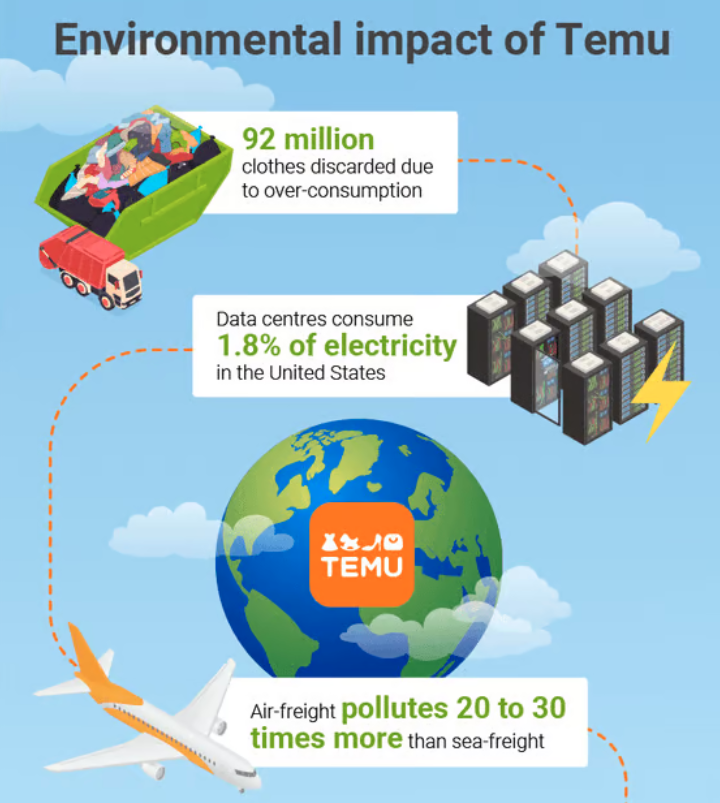 Environmental impact of Temu
92 million
clothes discarded due
to over-consumption
Data centres consume
1.8% of electricity
in the United States
TEMU
Air-freight pollutes 20 to 30
times more than sea-freight